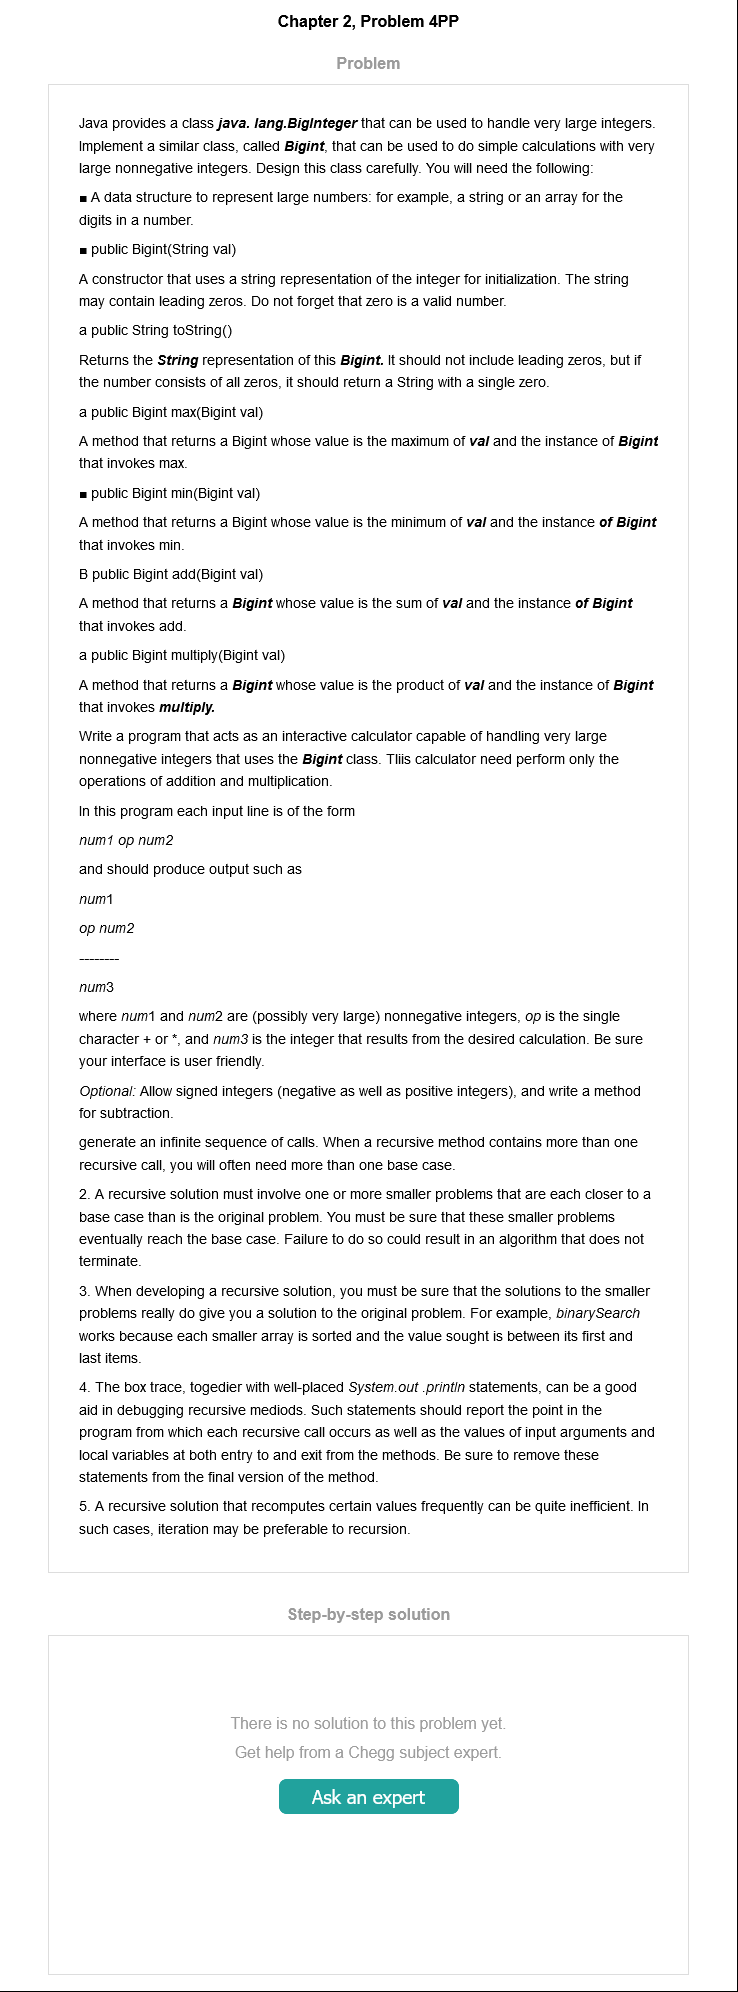 Chapter 2, Problem 4PP
Problem
Java provides a class java. lang.BigInteger that can be used to handle very large integers.
Implement a similar class, called Bigint, that can be used to do simple calculations with very
large nonnegative integers. Design this class carefully. You will need the following:
■ A data structure to represent large numbers: for example, a string or an array for the
digits in a number.
■ public Bigint(String val)
A constructor that uses a string representation of the integer for initialization. The string
may contain leading zeros. Do not forget that zero is a valid number.
a public String toString()
Returns the String representation of this Bigint. It should not include leading zeros, but if
the number consists of all zeros, it should return a String with a single zero.
a public Bigint max(Bigint val)
A method that returns a Bigint whose value is the maximum of val and the instance of Bigint
that invokes max.
■ public Bigint min(Bigint val)
A method that returns a Bigint whose value is the minimum of val and the instance of Bigint
that invokes min.
B public Bigint add(Bigint val)
A method that returns a Bigint whose value is the sum of val and the instance of Bigint
that invokes add.
a public Bigint multiply(Bigint val)
A method that returns a Bigint whose value is the product of val and the instance of Bigint
that invokes multiply.
Write a program that acts as an interactive calculator capable of handling very large
nonnegative integers that uses the Bigint class. Tliis calculator need perform only the
operations of addition and multiplication.
In this program each input line is of the form
num1 op num2
and should produce output such as
num1
op num2
--------
num3
where num1 and num2 are (possibly very large) nonnegative integers, op is the single
character + or *, and num3 is the integer that results from the desired calculation. Be sure
your interface is user friendly.
Optional: Allow signed integers (negative as well as positive integers), and write a method
for subtraction.
generate an infinite sequence of calls. When a recursive method contains more than one
recursive call, you will often need more than one base case.
2. A recursive solution must involve one or more smaller problems that are each closer to a
base case than is the original problem. You must be sure that these smaller problems
eventually reach the base case. Failure to do so could result in an algorithm that does not
terminate.
3. When developing a recursive solution, you must be sure that the solutions to the smaller
problems really do give you a solution to the original problem. For example, binarySearch
works because each smaller array is sorted and the value sought is between its first and
last items.
4. The box trace, togedier with well-placed System.out .println statements, can be a good
aid in debugging recursive mediods. Such statements should report the point in the
program from which each recursive call occurs as well as the values of input arguments and
local variables at both entry to and exit from the methods. Be sure to remove these
statements from the final version of the method.
5. A recursive solution that recomputes certain values frequently can be quite inefficient. In
such cases, iteration may be preferable to recursion.
Step-by-step solution
There is no solution to this problem yet.
Get help from a Chegg subject expert.
Ask an expert